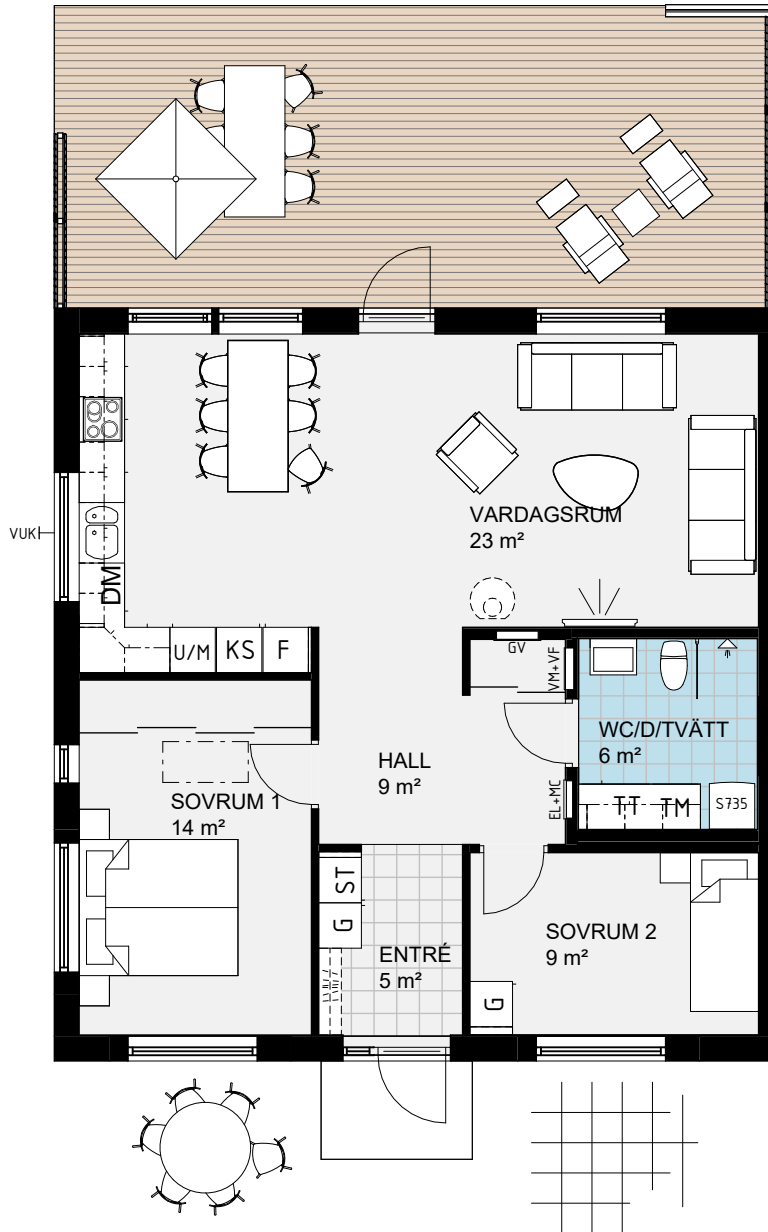 VARDAGSRUM
23 m²
VUK
DM
U/M KS F
GV
VM+VF
WC/D/TVÄTT
6 m²
HALL
9 m²
EL+MC
SOVRUM 1
14 m²
TT TM S735
ST
G
ENTRÉ
5 m²
SOVRUM 2
9 m²
G